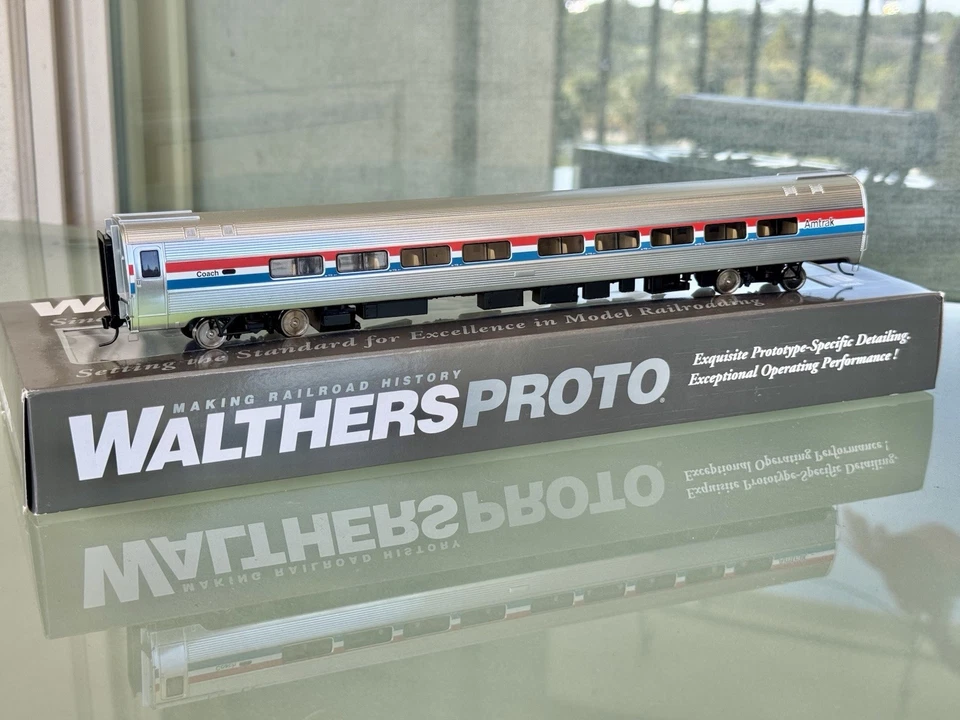 Amtrak
Coach
WA
Setting the Standard for Excellence in Model Railroading
MAKING RAILROAD HISTORY
WALTHERSPROTO.
Exquisite Prototype-Specific Detailing.
Exceptional Operating Performance!